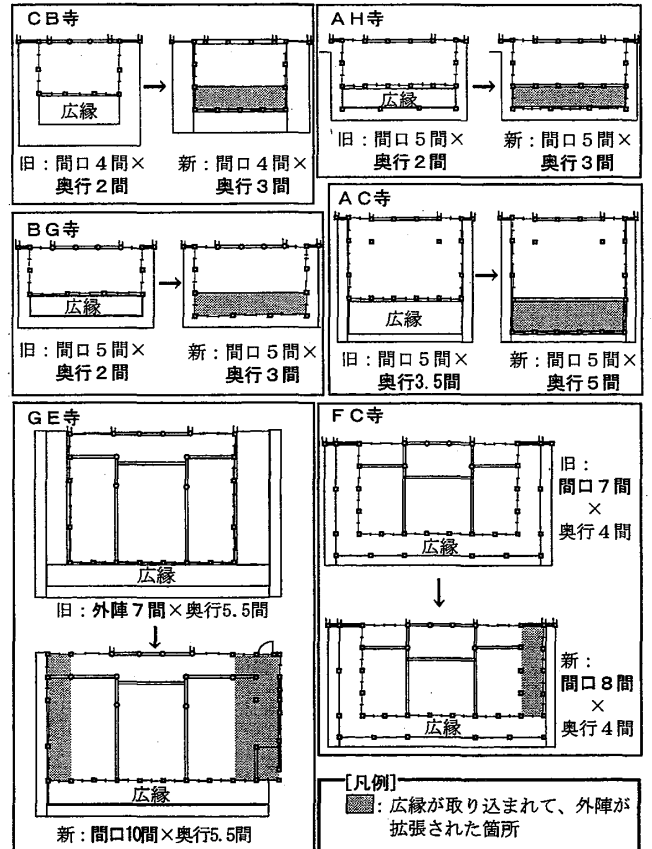 CB寺
広縁
旧：間口4間×
奥行2間
新：間口4間×
奥行3間
AH寺
広縁
旧：間口5間×
奥行2間
新：間口5間×
奥行3間
BG寺
広縁
旧：間口5間×
奥行2間
新：間口5間×
奥行3間
AC寺
広縁
旧：間口5間×
奥行3.5間
新：間口5間×
奥行5間
GE寺
広縁
旧：外陣7間×奥行5.5間
広縁
新：間口10間×奥行5.5間
FC寺
広縁
旧：
間口7間
×
奥行4間
広縁
新：
間口8間
×
奥行4間
[凡例]
：広縁が取り込まれて、外陣が
拡張された箇所